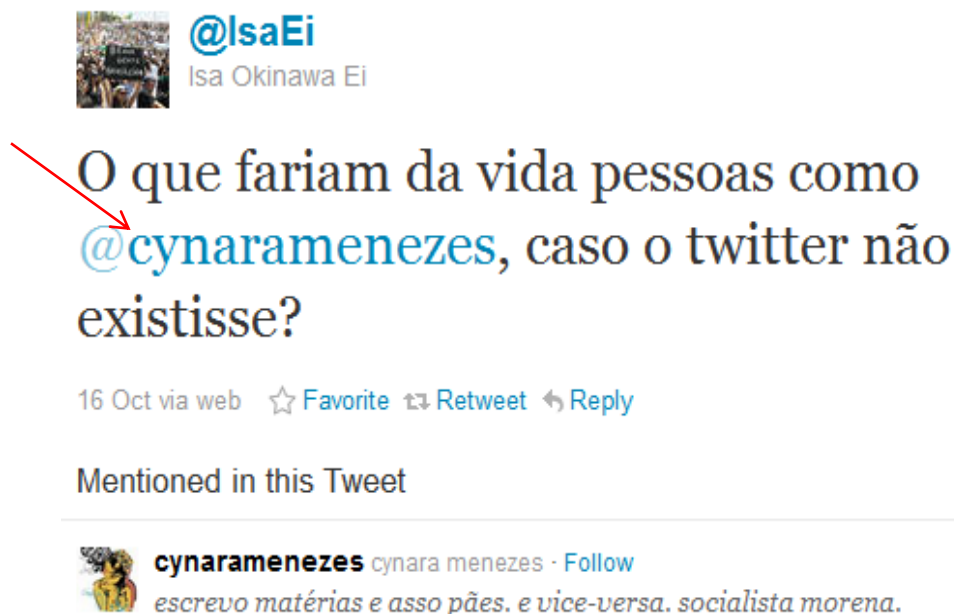 @IsaEi
Isa Okinawa Ei
O que fariam da vida pessoas como
@cynaramenezes, caso o twitter não
existisse?
16 Oct via web Favorite Retweet Reply
Mentioned in this Tweet
cynaramenezes cynara menezes · Follow
escrevo matérias e asso pães. e vice-versa. socialista morena.